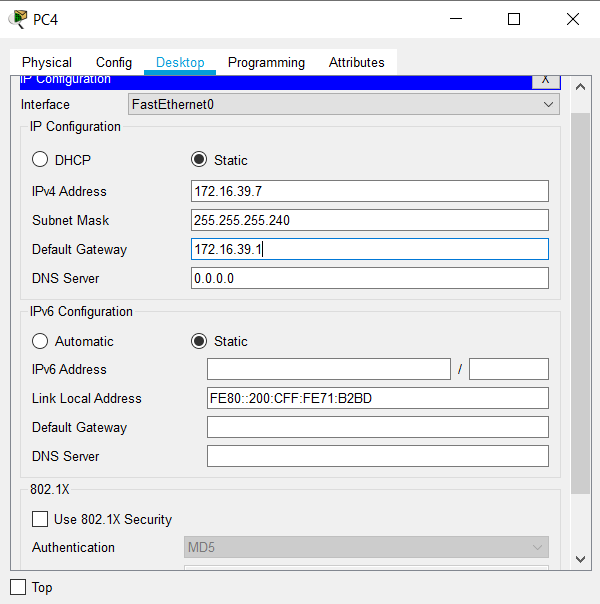 PC4
Physical Config Desktop Programming Attributes
IP Configuration X
Interface FastEthernet0
IP Configuration
DHCP Static
IPv4 Address 172.16.39.7
Subnet Mask 255.255.255.240
Default Gateway 172.16.39.1
DNS Server 0.0.0.0
IPv6 Configuration
Automatic Static
IPv6 Address /
Link Local Address FE80::200:CFF:FE71:B2BD
Default Gateway
DNS Server
802.1X
Use 802.1X Security
Authentication MD5
Top